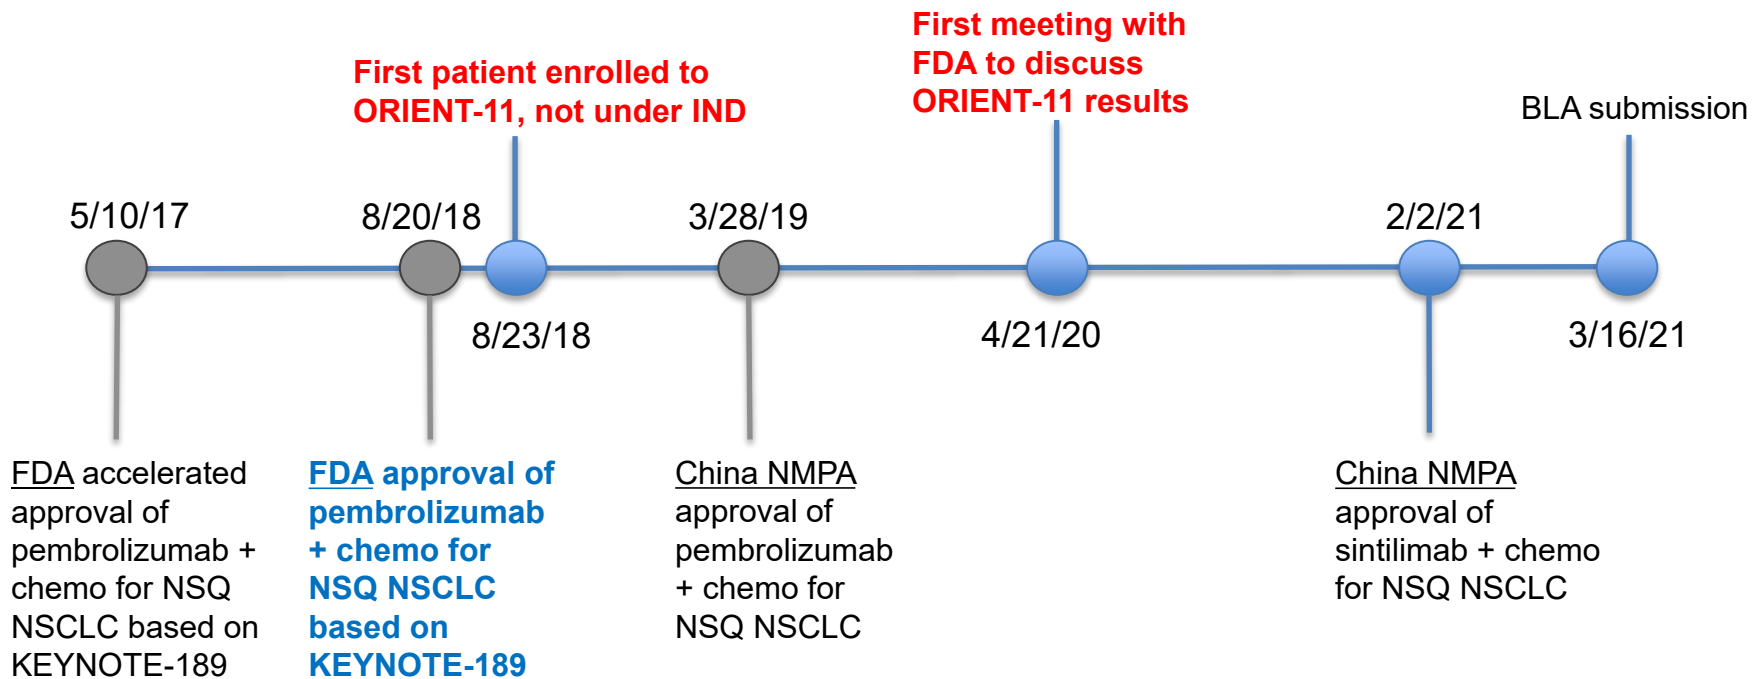 First patient enrolled to
ORIENT-11, not under IND
First meeting with
FDA to discuss
ORIENT-11 results
BLA submission
5/10/17
8/20/18
3/28/19
2/2/21
8/23/18
4/21/20
3/16/21
FDA accelerated
approval of
pembrolizumab +
chemo for NSQ
NSCLC based on
KEYNOTE-189
FDA approval of
pembrolizumab
+ chemo for
NSQ NSCLC
based on
KEYNOTE-189
China NMPA
approval of
pembrolizumab
+ chemo for
NSQ NSCLC
China NMPA
approval of
sintilimab + chemo
for NSQ NSCLC